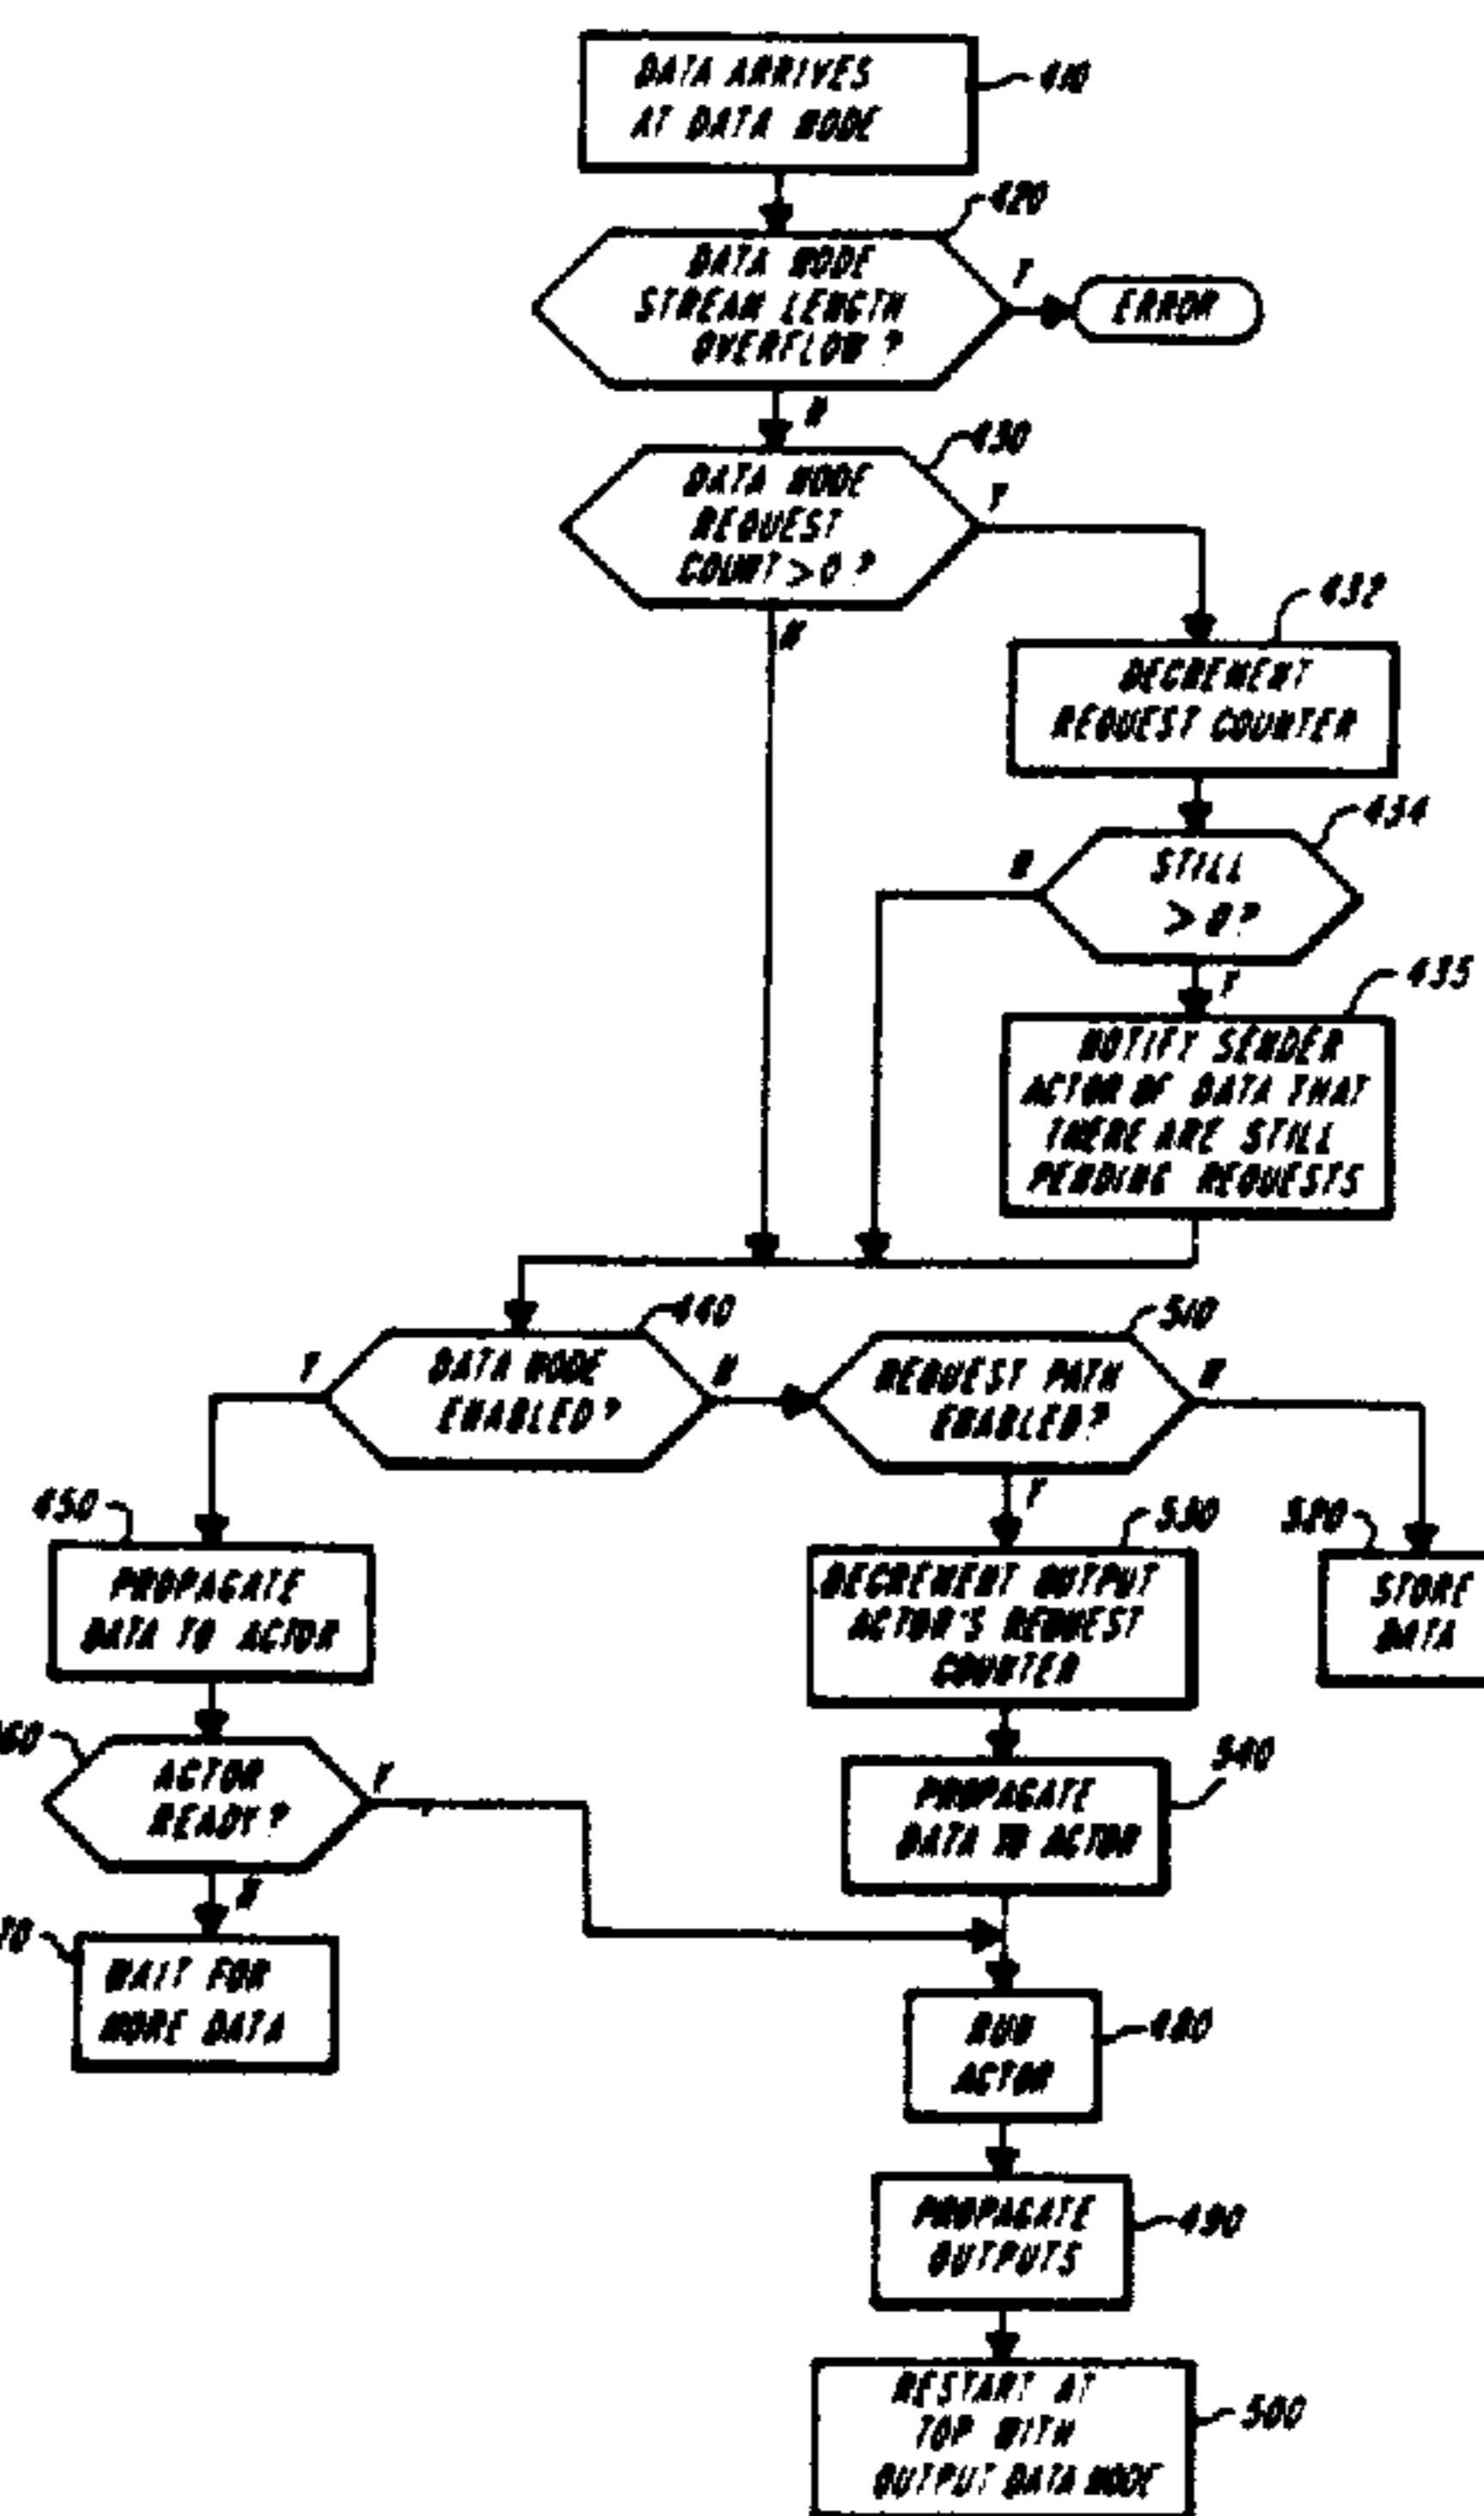 DATA ARRIVES
AT DATA NODE
410
420
DATA NODE
STREAM LENGTH
OVERFLOW?
Y
ERROR
N
430
DATA NODE
REQUEST
COUNT>0?
Y
N
432
DECREMENT
REQUEST COUNTER
434
STILL
>0?
N
Y
435
NOTIFY SENDER
ACTOR OF DATA THAT
THERE ARE STILL
PENDING REQUESTS
440
DATA NODE
ENABLED?
Y
N
510
REQUEST PATH
ENABLED?
N
Y
450
PROPAGATE
DATA TO ACTOR
530
DECREMENT OUTPUT
ACTOR'S REQUEST
COUNTER
520
STORE
DATA
60
ACTOR
READY?
Y
N
540
PROPAGATE
DATA TO ACTOR
70
WAIT FOR
MORE DATA
RUN
ACTOR
480
PROPAGATE
OUTPUTS
490
RESTART AT
TOP WITH
OUTPUT DATA NODE
500